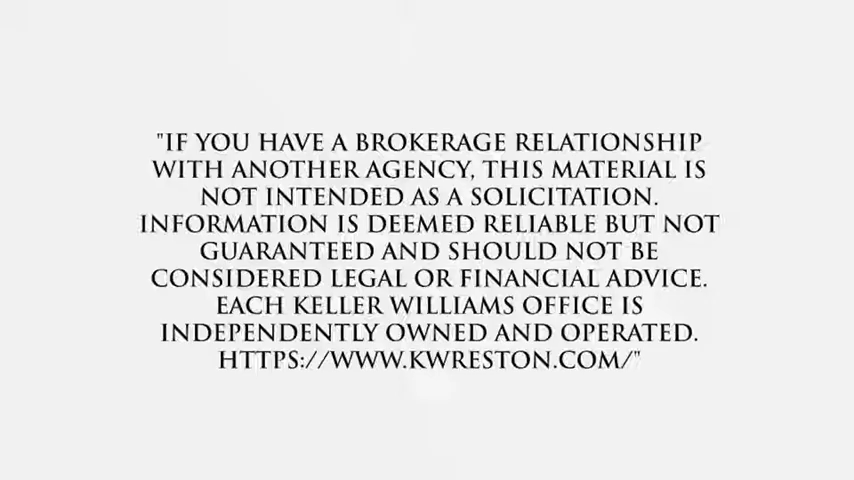 "IF YOU HAVE A BROKERAGE RELATIONSHIP
WITH ANOTHER AGENCY, THIS MATERIAL IS
NOT INTENDED AS A SOLICITATION.
INFORMATION IS DEEMED RELIABLE BUT NOT
GUARANTEED AND SHOULD NOT BE
CONSIDERED LEGAL OR FINANCIAL ADVICE.
EACH KELLER WILLIAMS OFFICE IS
INDEPENDENTLY OWNED AND OPERATED.
HTTPS://WWW.KWRESTON.COM/"